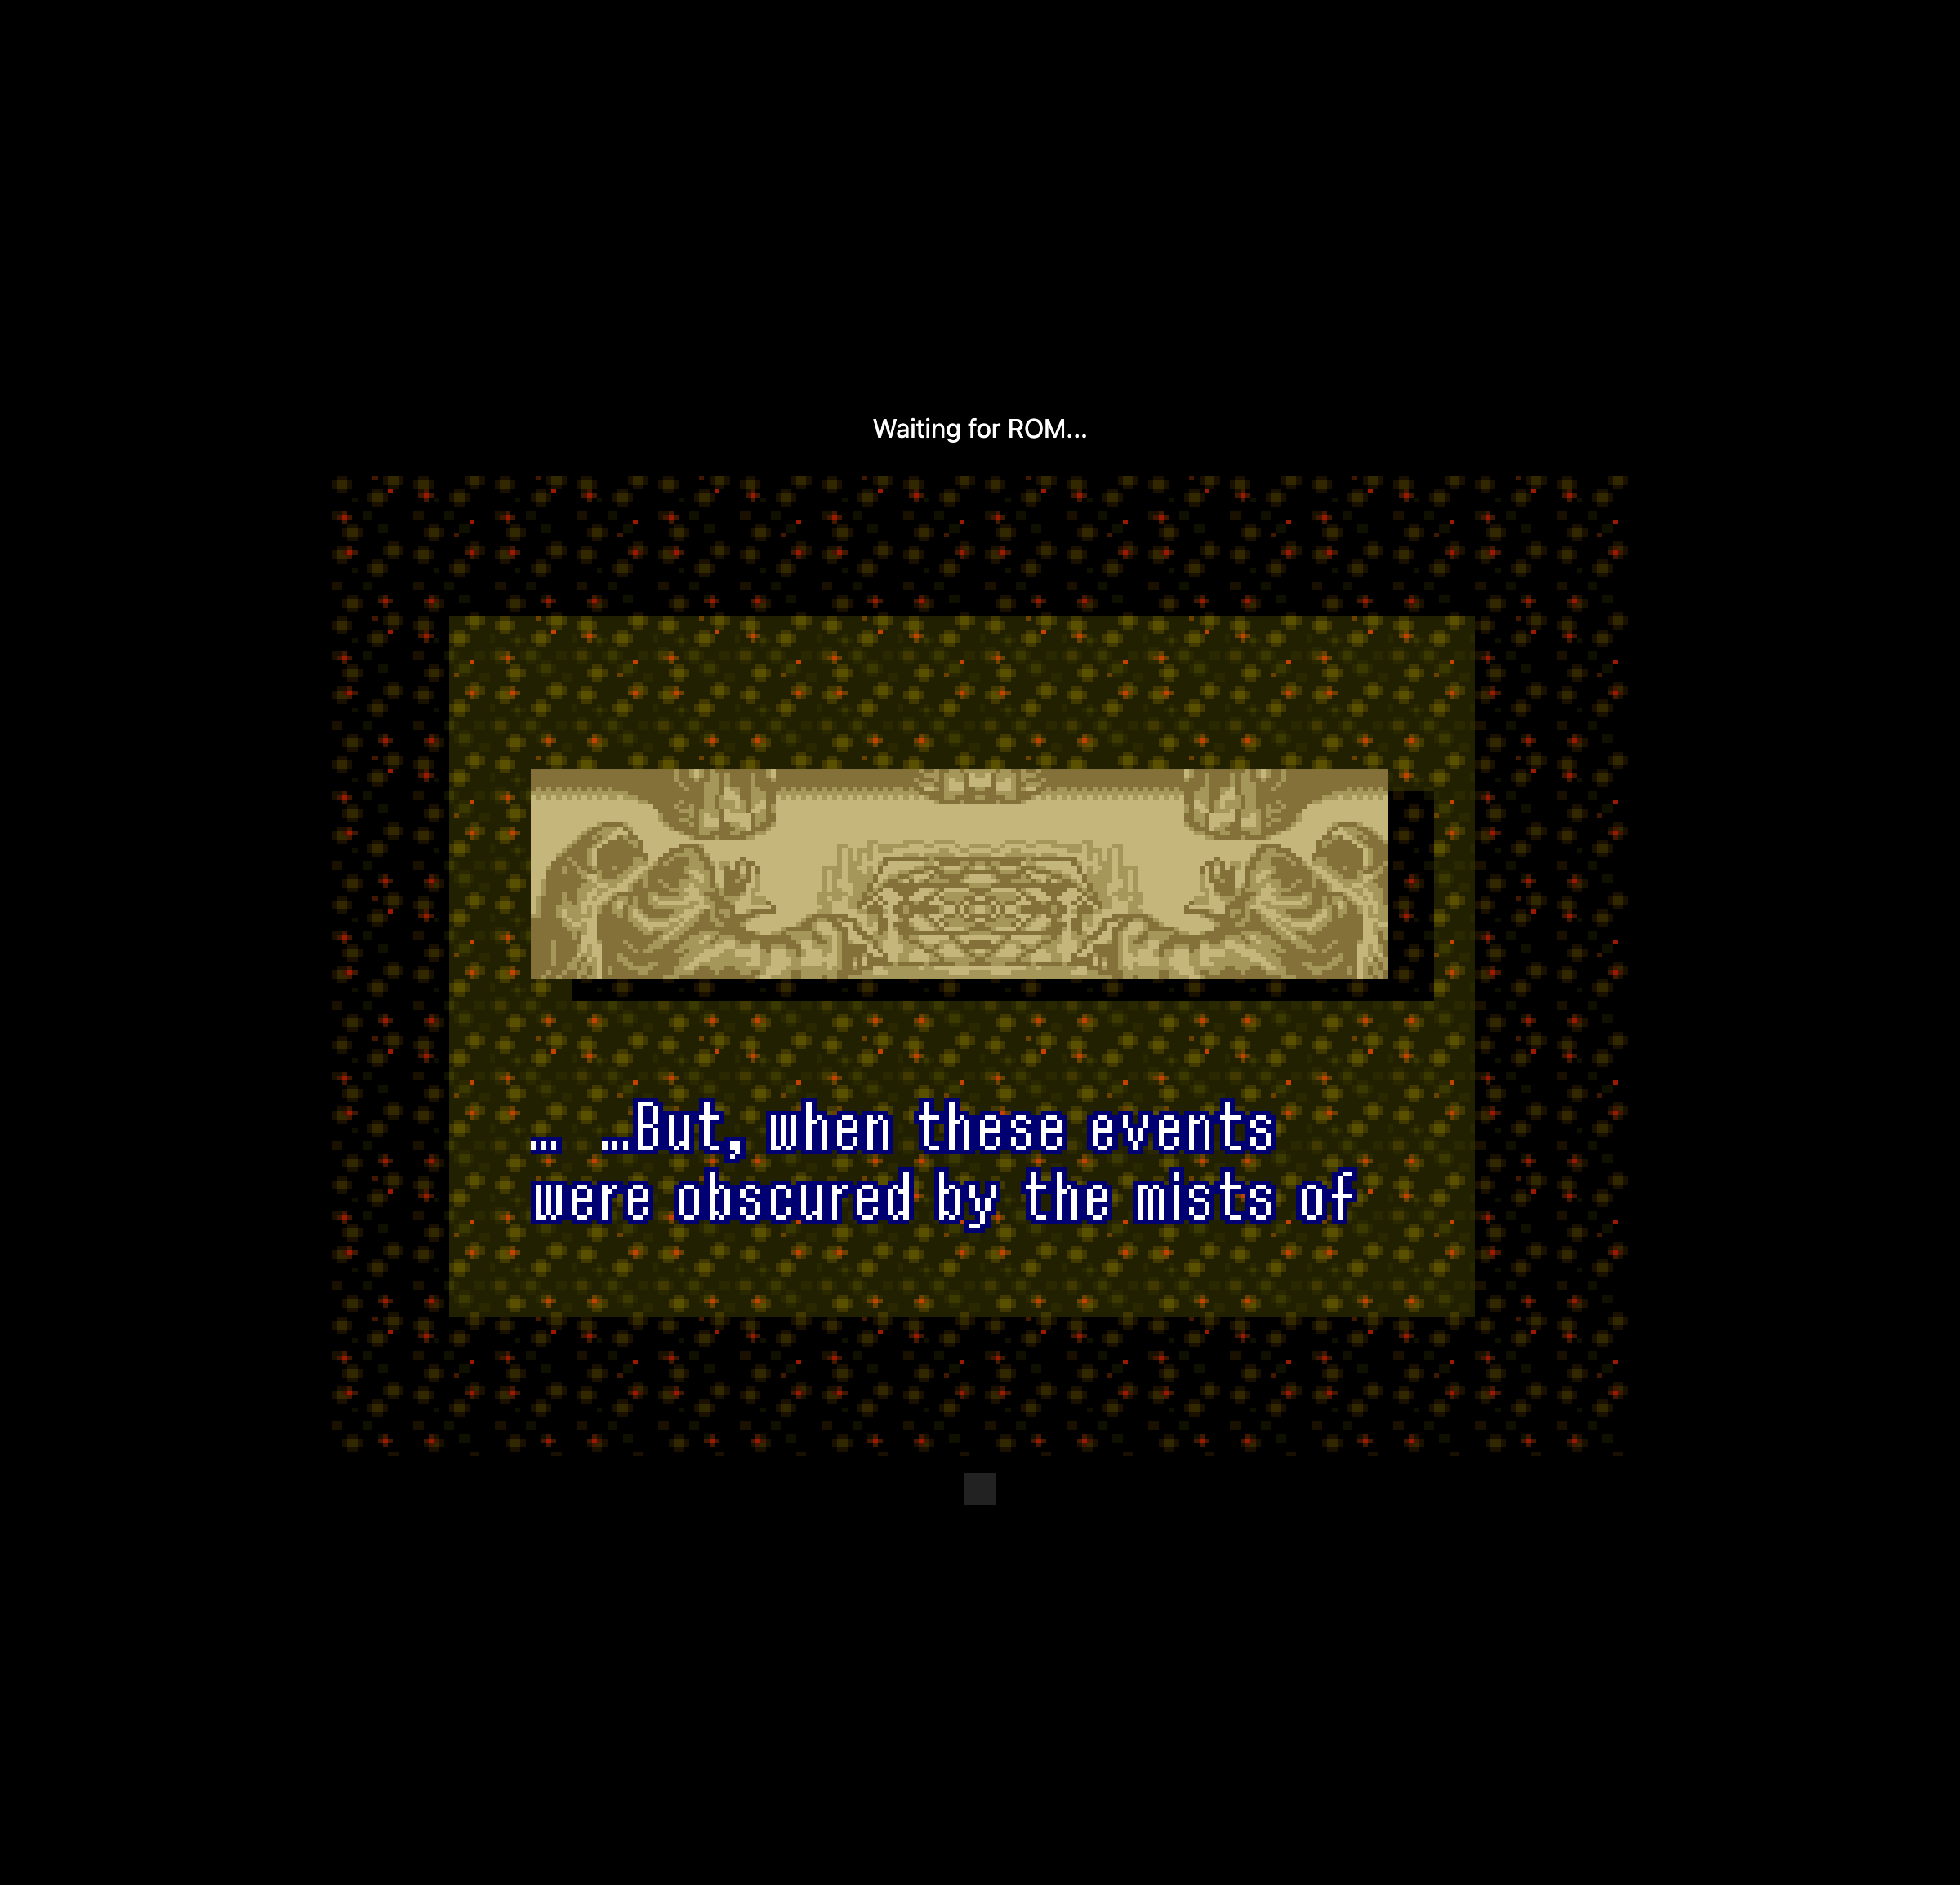 Waiting for ROM...
… …But, when these events
were obscured by the mists of